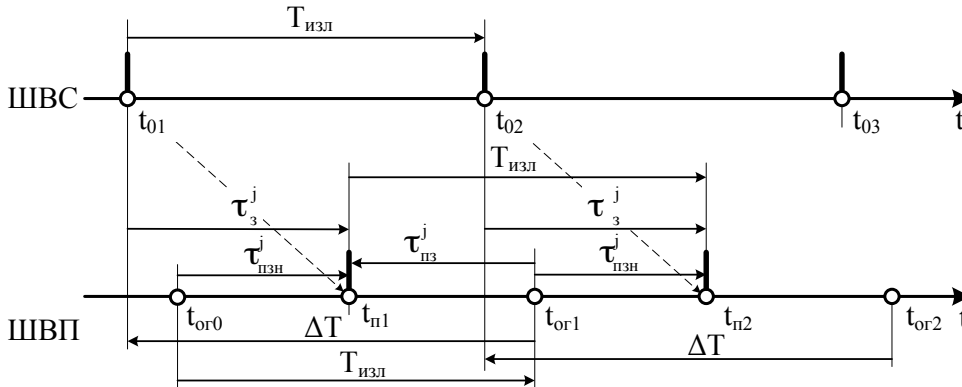 Tизл
ШВС
t01 t02 t03 t
Tизл
τзj τзj
τпзнj τпзj τпзнj
ШВП
tог0 tп1 tог1 tп2 tог2 t
ΔT ΔT
Tизл